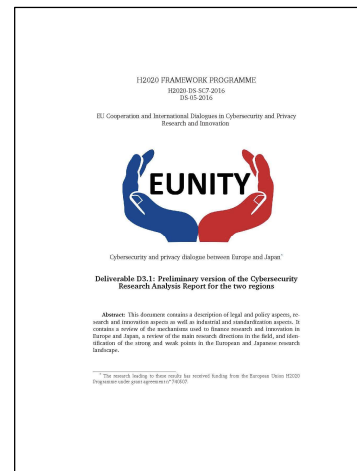 H2020 FRAMEWORK PROGRAMME
H2020-DS-SC7-2016
DS-05-2016
EU Cooperation and International Dialogues in Cybersecurity and Privacy
Research and Innovation
EUNITY
Cybersecurity and privacy dialogue between Europe and Japan*
Deliverable D3.1: Preliminary version of the Cybersecurity
Research Analysis Report for the two regions
Abstract: This document contains a description of legal and policy aspects, re-
search and innovation aspects as well as industrial and standardization aspects. It
contains a review of the mechanisms used to finance research and innovation in
Europe and Japan, a review of the main research directions in the field, and iden-
tification of the strong and weak points in the European and Japanese research
landscape.
* The research leading to these results has received funding from the European Union H2020
Programme under grant agreement n° 740507.